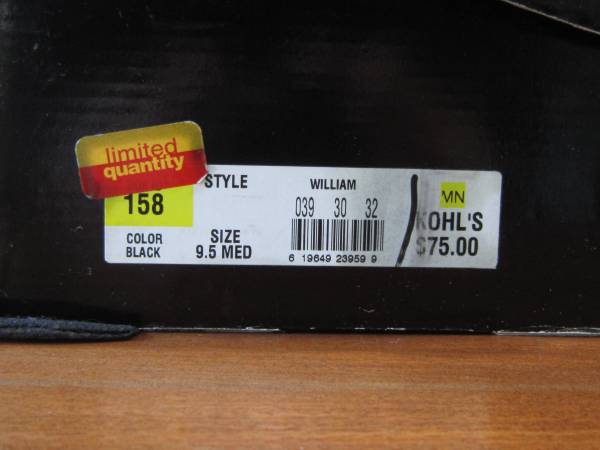 limited
quantity
158
STYLE
WILLIAM
039 30 32
COLOR
BLACK
SIZE
9.5 MED
6 19649 23959 9
MN
KOHL'S
$75.00